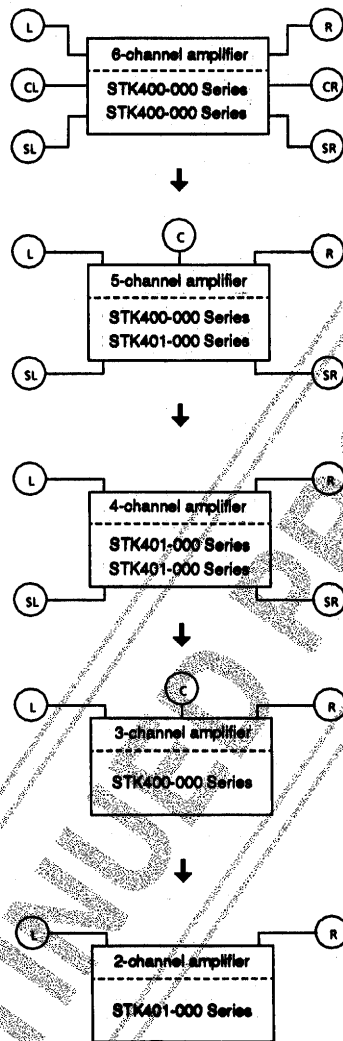 L
R
6-channel amplifier
CL
STK400-000 Series
CR
STK400-000 Series
SL
SR
C
L
R
5-channel amplifier
STK400-000 Series
STK401-000 Series
SL
SR
L
R
4-channel amplifier
STK401-000 Series
STK401-000 Series
SL
SR
C
L
R
3-channel amplifier
STK400-000 Series
L
R
2-channel amplifier
STK401-000 Series
INUED PR